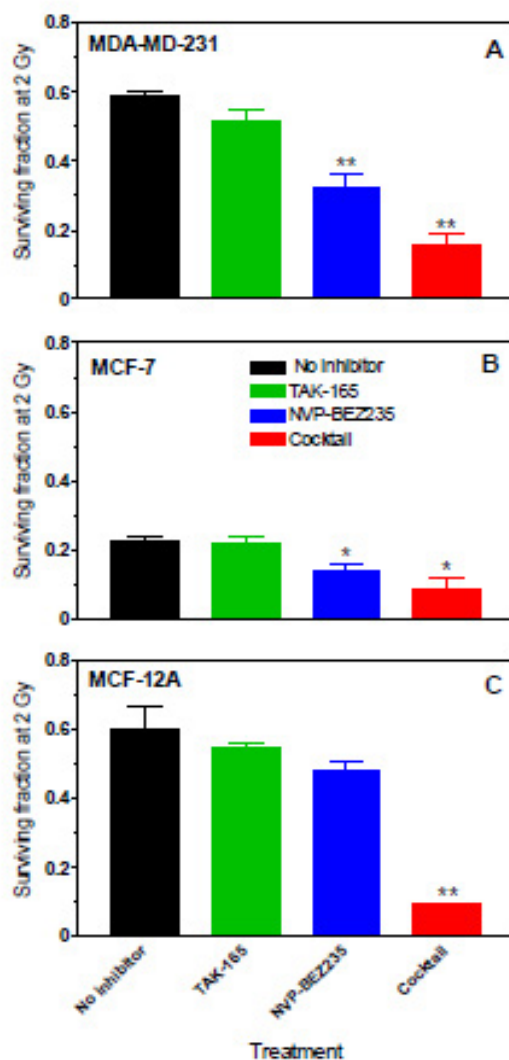 MDA-MD-231
A
Surviving fraction at 2 Gy
0.8
0.6
0.4
0.2
0
**
**
MCF-7
B
Surviving fraction at 2 Gy
0.8
0.6
0.4
0.2
0
No inhibitor
TAK-165
NVP-BEZ235
Cocktail
*
*
MCF-12A
C
Surviving fraction at 2 Gy
0.8
0.6
0.4
0.2
0
**
No inhibitor
TAK-165
NVP-BEZ235
Cocktail
Treatment